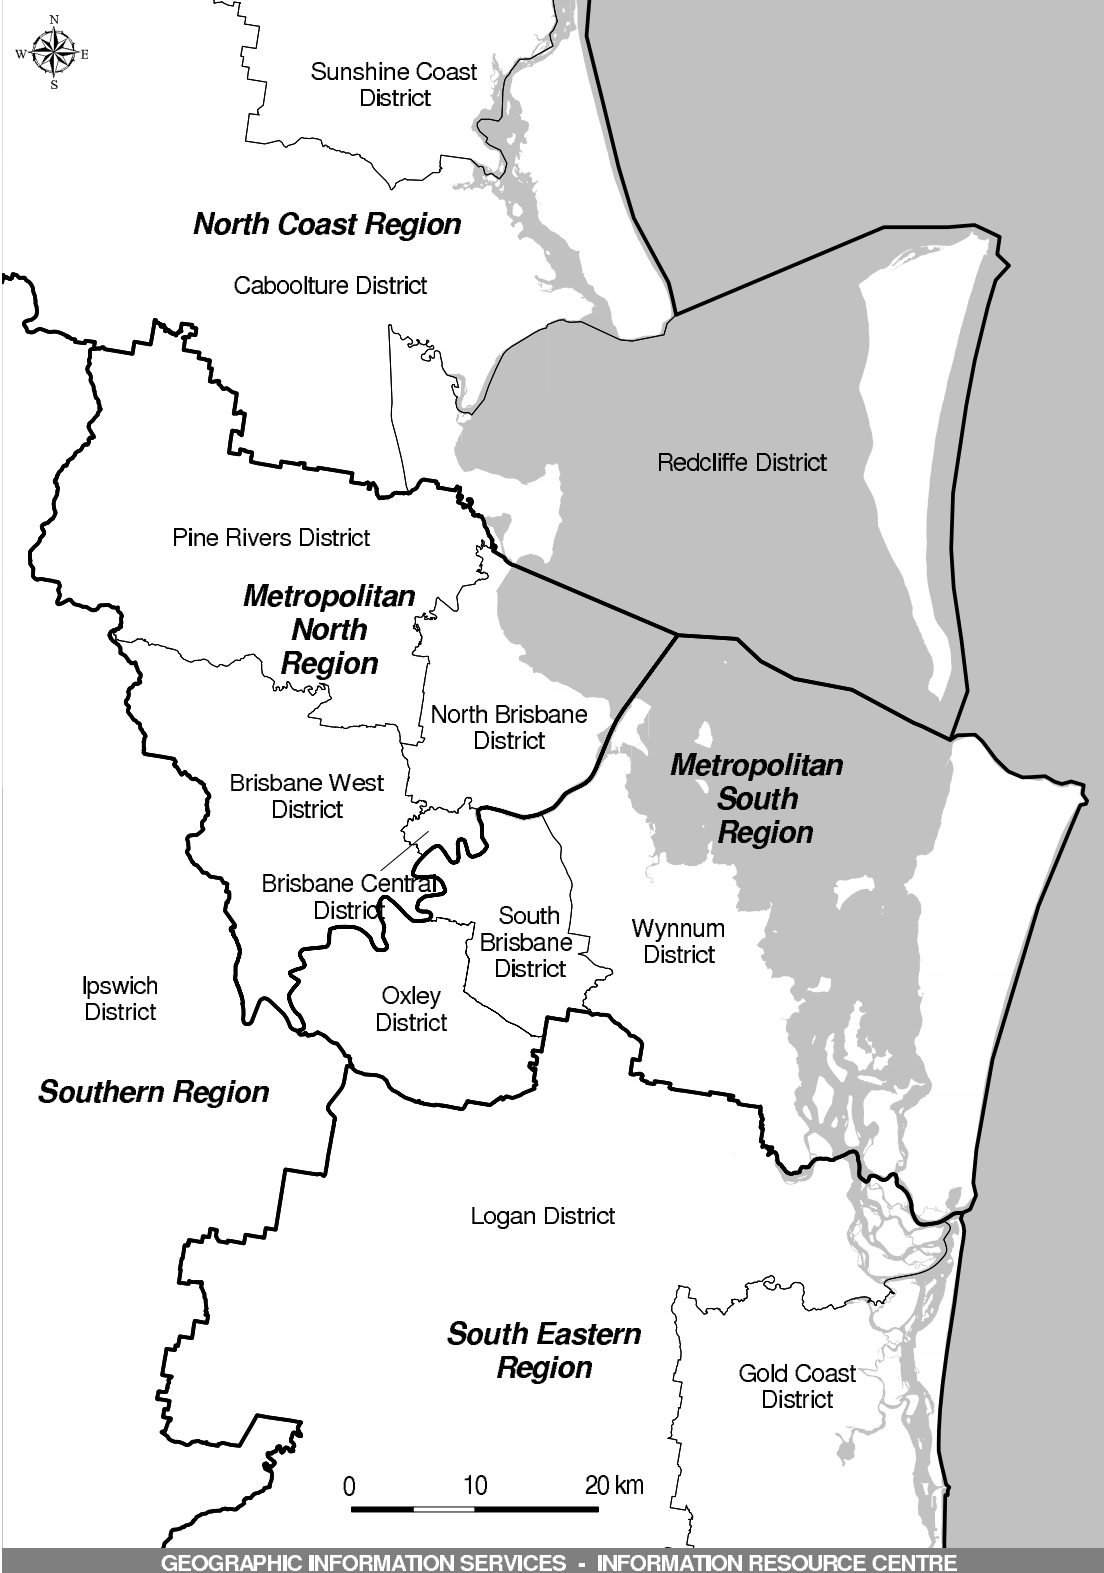 N
W
E
S
Sunshine Coast
District
North Coast Region
Caboolture District
Redcliffe District
Pine Rivers District
Metropolitan
North
Region
North Brisbane
District
Metropolitan
South
Region
Brisbane West
District
Brisbane Central
District
South
Brisbane
District
Wynnum
District
Ipswich
District
Oxley
District
Southern Region
Logan District
South Eastern
Region
Gold Coast
District
0 10 20 km
GEOGRAPHIC INFORMATION SERVICES - INFORMATION RESOURCE CENTRE